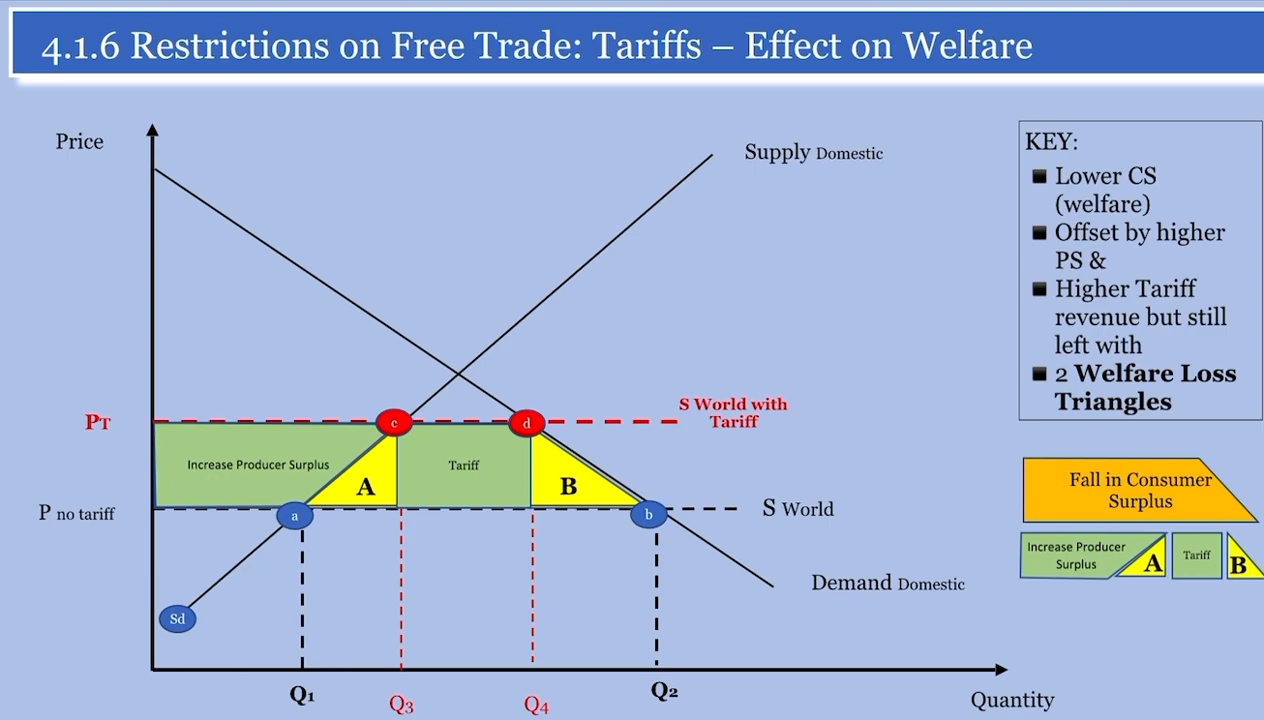 4.1.6 Restrictions on Free Trade: Tariffs – Effect on Welfare
Price
Supply Domestic
KEY:
Lower CS
(welfare)
Offset by higher
PS &
Higher Tariff
revenue but still
left with
2 Welfare Loss
Triangles
S World with
Tariff
PT
c
d
Increase Producer Surplus
Tariff
A
B
P no tariff
a
b
S World
Fall in Consumer
Surplus
Increase Producer
Surplus
A
Tariff
B
Demand Domestic
Sd
Q1
Q3
Q4
Q2
Quantity